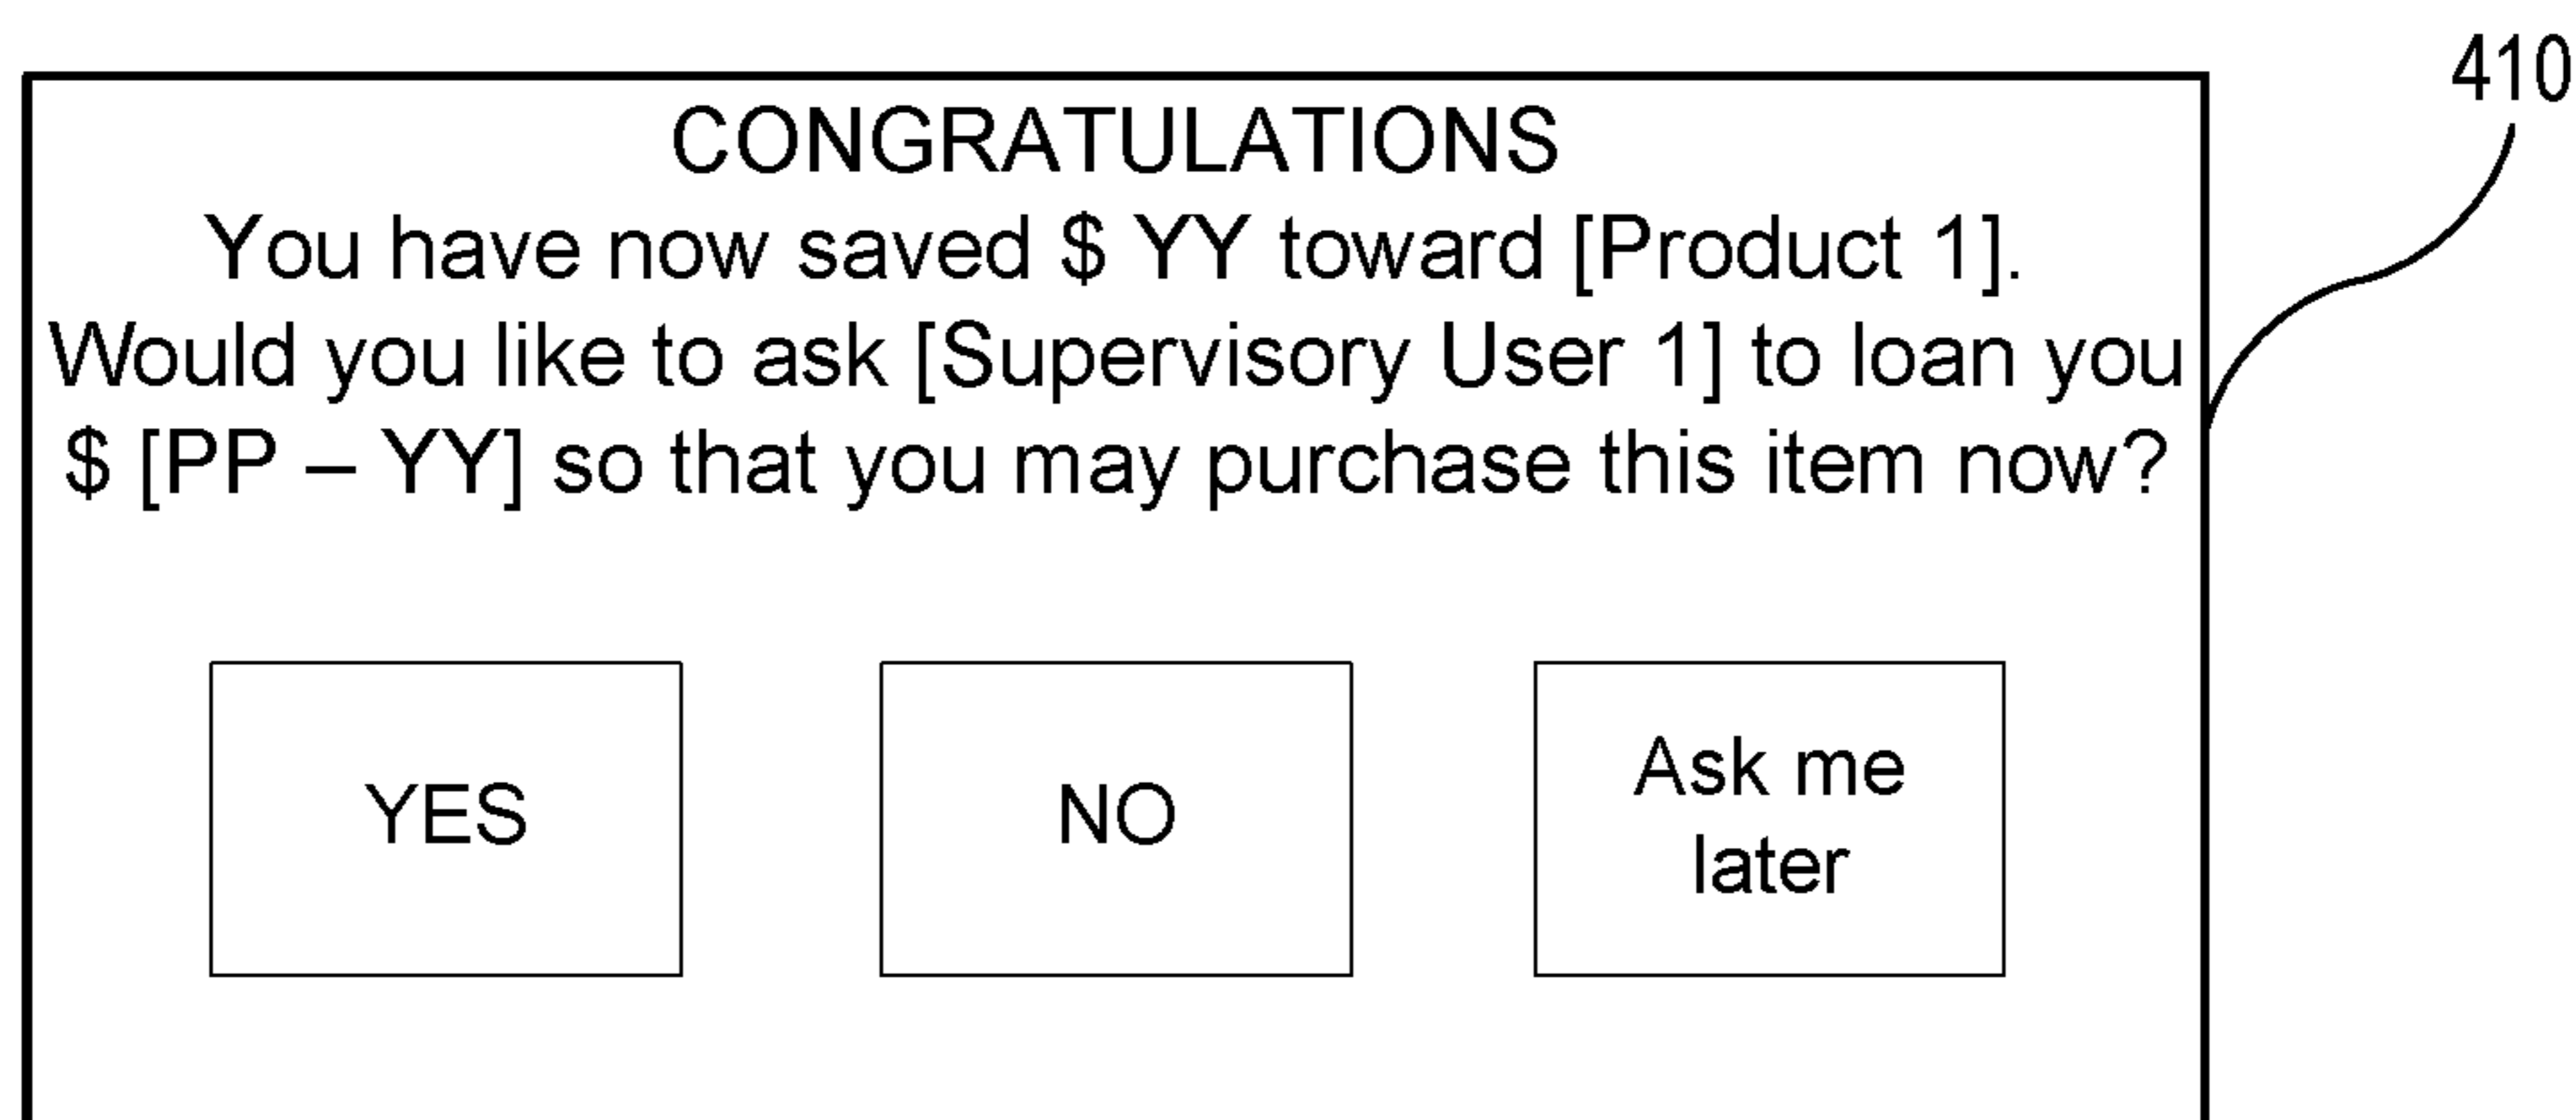 410
CONGRATULATIONS
You have now saved $ YY toward [Product 1].
Would you like to ask [Supervisory User 1] to loan you
$ [PP – YY] so that you may purchase this item now?
YES
NO
Ask me
later